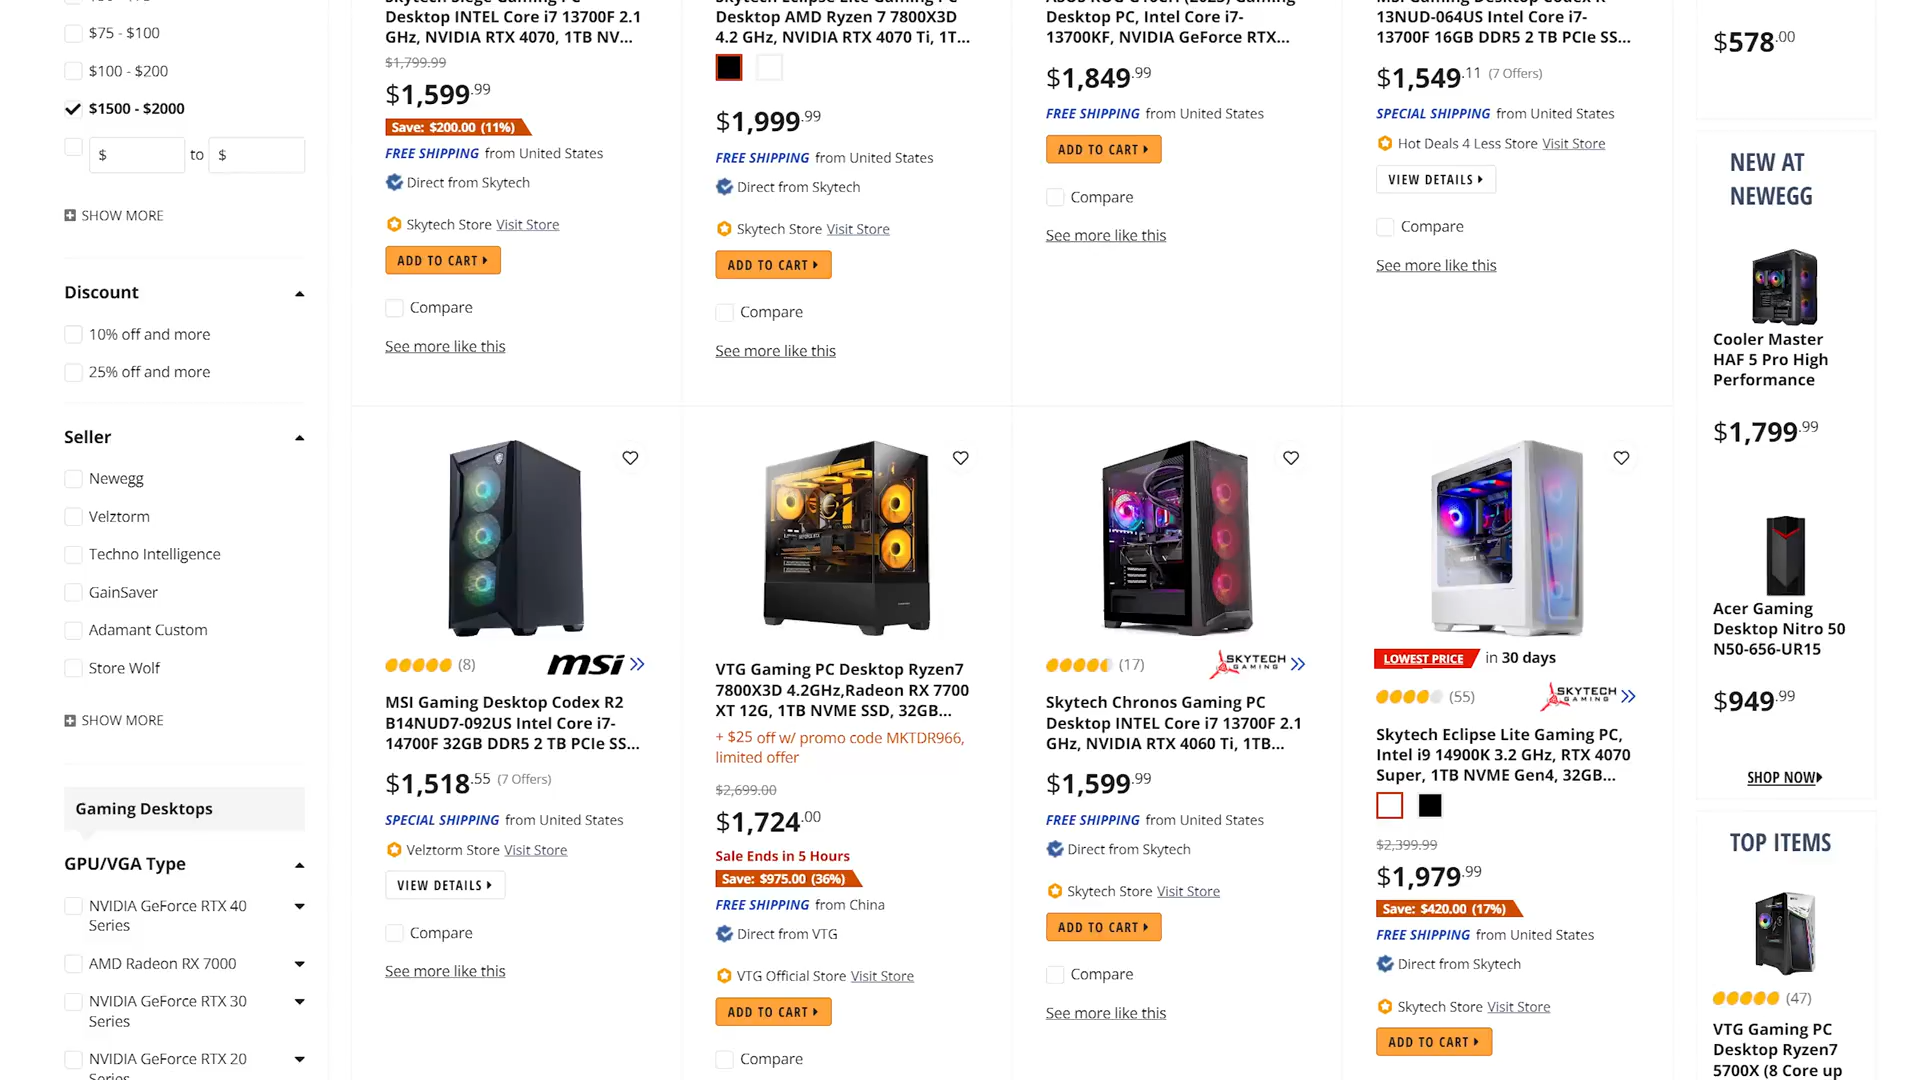 $75 - $100
$100 - $200
$1500 - $2000
$ to $
SHOW MORE
Discount
10% off and more
25% off and more
Seller
Newegg
Velztorm
Techno Intelligence
GainSaver
Adamant Custom
Store Wolf
SHOW MORE
Gaming Desktops
GPU/VGA Type
NVIDIA GeForce RTX 40
Series
AMD Radeon RX 7000
NVIDIA GeForce RTX 30
Series
NVIDIA GeForce RTX 20
Series
Skytech Siege Gaming PC
Desktop INTEL Core i7 13700F 2.1
GHz, NVIDIA RTX 4070, 1TB NV...
$1,799.99
$1,599.99
Save: $200.00 (11%)
FREE SHIPPING from United States
Direct from Skytech
Skytech Store Visit Store
ADD TO CART
Compare
See more like this
Skytech Eclipse Lite Gaming PC
Desktop AMD Ryzen 7 7800X3D
4.2 GHz, NVIDIA RTX 4070 Ti, 1T...
$1,999.99
FREE SHIPPING from United States
Direct from Skytech
Skytech Store Visit Store
ADD TO CART
Compare
See more like this
ASUS ROG G16CH (2023) Gaming
Desktop PC, Intel Core i7-
13700KF, NVIDIA GeForce RTX...
$1,849.99
FREE SHIPPING from United States
ADD TO CART
Compare
See more like this
MSI Gaming Desktop Codex R
13NUD-064US Intel Core i7-
13700F 16GB DDR5 2 TB PCIe SS...
$1,549.11 (7 Offers)
SPECIAL SHIPPING from United States
Hot Deals 4 Less Store Visit Store
VIEW DETAILS
Compare
See more like this
(8)
msi
MSI Gaming Desktop Codex R2
B14NUD7-092US Intel Core i7-
14700F 32GB DDR5 2 TB PCIe SS...
$1,518.55 (7 Offers)
SPECIAL SHIPPING from United States
Velztorm Store Visit Store
VIEW DETAILS
Compare
See more like this
VTG Gaming PC Desktop Ryzen7
7800X3D 4.2GHz,Radeon RX 7700
XT 12G, 1TB NVME SSD, 32GB...
+ $25 off w/ promo code MKTDR966,
limited offer
$2,699.00
$1,724.00
Sale Ends in 5 Hours
Save: $975.00 (36%)
FREE SHIPPING from China
Direct from VTG
VTG Official Store Visit Store
ADD TO CART
Compare
(17)
SKYTECH
GAMING
Skytech Chronos Gaming PC
Desktop INTEL Core i7 13700F 2.1
GHz, NVIDIA RTX 4060 Ti, 1TB...
$1,599.99
FREE SHIPPING from United States
Direct from Skytech
Skytech Store Visit Store
ADD TO CART
Compare
See more like this
LOWEST PRICE in 30 days
(55)
SKYTECH
GAMING
Skytech Eclipse Lite Gaming PC,
Intel i9 14900K 3.2 GHz, RTX 4070
Super, 1TB NVME Gen4, 32GB...
$2,399.99
$1,979.99
Save: $420.00 (17%)
FREE SHIPPING from United States
Direct from Skytech
Skytech Store Visit Store
ADD TO CART
$578.00
NEW AT
NEWEGG
Cooler Master
HAF 5 Pro High
Performance
$1,799.99
Acer Gaming
Desktop Nitro 50
N50-656-UR15
$949.99
SHOP NOW
TOP ITEMS
(47)
VTG Gaming PC
Desktop Ryzen7
5700X (8 Core up